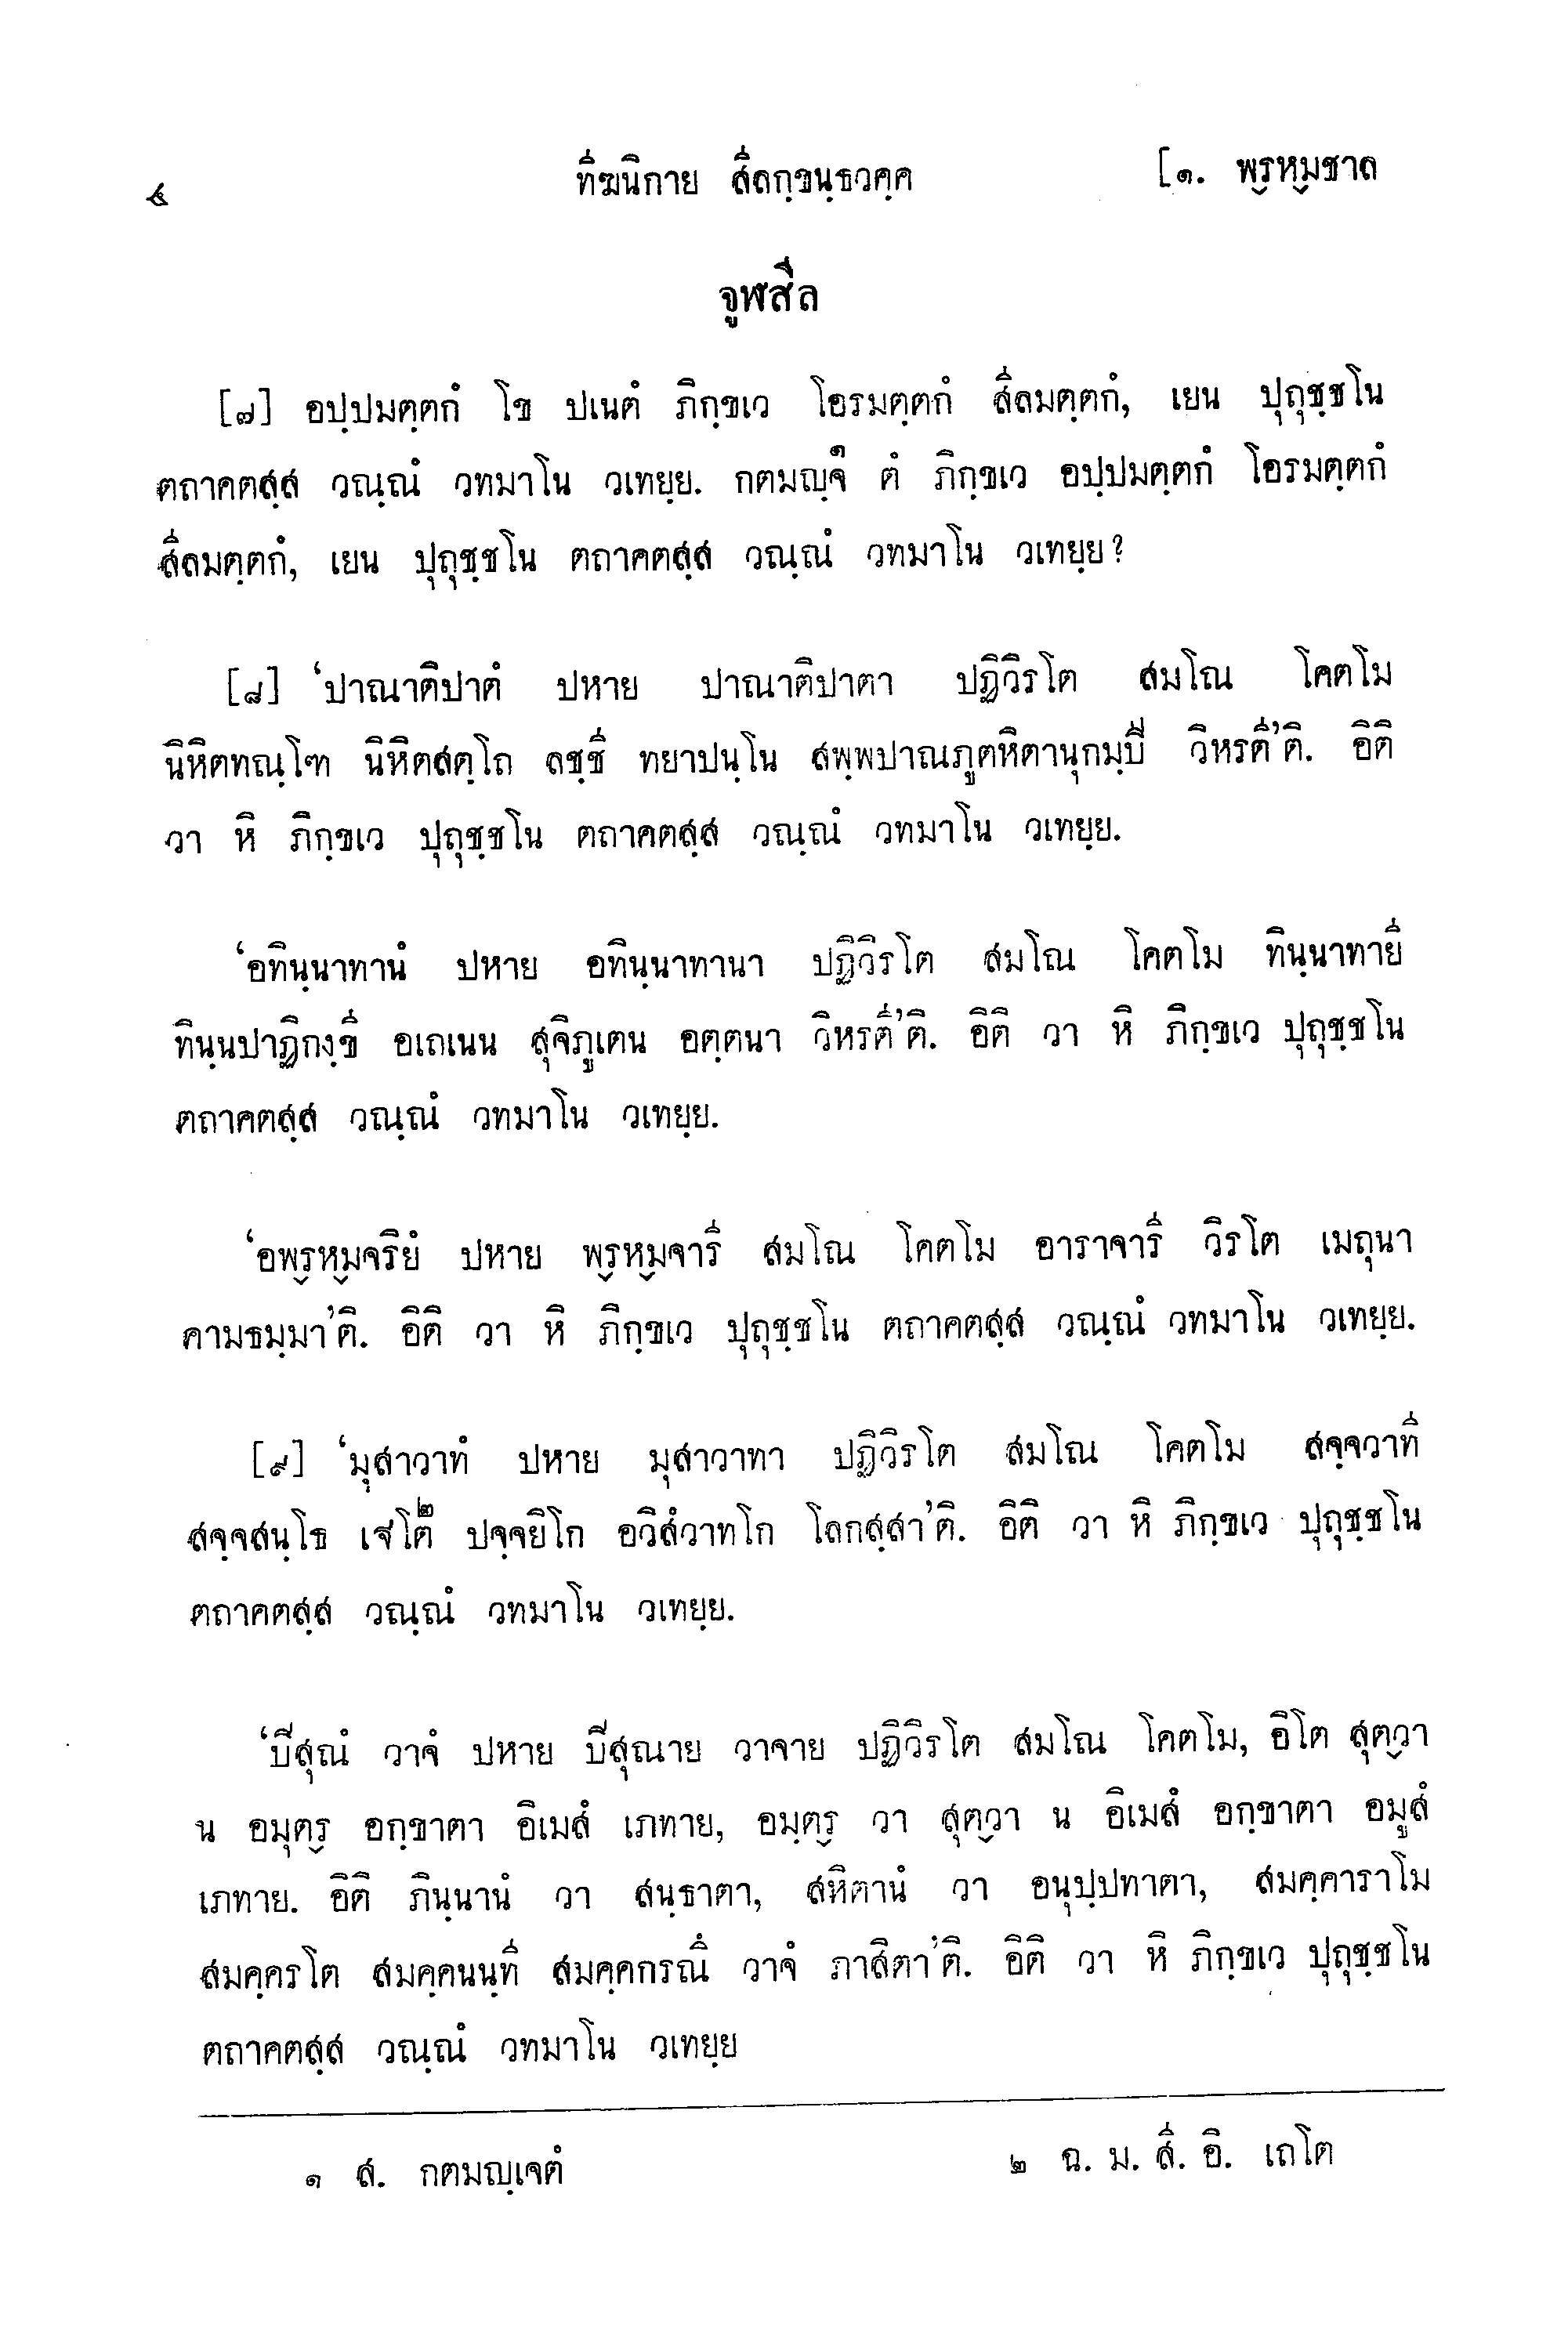 ๔
ทีฆนิกาย สีลกฺขนฺธวคฺค
[๑. พฺรหฺมชาล
จูฬสีล
[๗] อปฺปมตฺตกํ โข ปเนตํ ภิกฺขเว โอรมตฺตกํ สีลมตฺตกํ, เยน ปุถุชฺชโน
ตถาคตสฺส วณฺณํ วทมาโน วเทยฺย. กตมญฺจ๑ ตํ ภิกฺขเว อปฺปมตฺตกํ โอรมตฺตกํ
สีลมตฺตกํ, เยน ปุถุชฺชโน ตถาคตสฺส วณฺณํ วทมาโน วเทยฺย?
[๘] ‘ปาณาติปาตํ ปหาย ปาณาติปาตา ปฏิวิรโต สมโณ โคตโม
นิหิตทณฺโฑ นิหิตสตฺโถ ลชฺชี ทยาปนฺโน สพฺพปาณภูตหิตานุกมฺปี วิหรตี’ติ. อิติ
วา หิ ภิกฺขเว ปุถุชฺชโน ตถาคตสฺส วณฺณํ วทมาโน วเทยฺย.
‘อทินฺนาทานํ ปหาย อทินฺนาทานา ปฏิวิรโต สมโณ โคตโม ทินฺนาทายี
ทินฺนปาฏิกงฺขี อเถเนน สุจิภูเตน อตฺตนา วิหรตี’ติ. อิติ วา หิ ภิกฺขเว ปุถุชฺชโน
ตถาคตสฺส วณฺณํ วทมาโน วเทยฺย.
‘อพฺรหฺมจริยํ ปหาย พฺรหฺมจารี สมโณ โคตโม อาราจารี วิรโต เมถุนา
คามธมฺมา’ติ. อิติ วา หิ ภิกฺขเว ปุถุชฺชโน ตถาคตสฺส วณฺณํ วทมาโน วเทยฺย.
[๙] ‘มุสาวาทํ ปหาย มุสาวาทา ปฏิวิรโต สมโณ โคตโม สจฺจวาที
สจฺจสนฺโธ เฐโต๒ ปจฺจยิโก อวิสํวาทโก โลกสฺสา’ติ. อิติ วา หิ ภิกฺขเว ปุถุชฺชโน
ตถาคตสฺส วณฺณํ วทมาโน วเทยฺย.
‘ปิสุณํ วาจํ ปหาย ปิสุณาย วาจาย ปฏิวิรโต สมโณ โคตโม, อิโต สุตฺวา
น อมุตฺร อกฺขาตา อิเมสํ เภทาย, อมฺตฺร วา สุตฺวา น อิเมสํ อกฺขาตา อมูสํ
เภทาย. อิติ ภินฺนานํ วา สนฺธาตา, สหิตานํ วา อนุปฺปทาตา, สมคฺคาราโม
สมคฺครโต สมคฺคนนฺที สมคฺคกรณึ วาจํ ภาสิตา’ติ. อิติ วา หิ ภิกฺขเว ปุถุชฺชโน
ตถาคตสฺส วณฺณํ วทมาโน วเทยฺย
๑ ส. กตมญฺเจตํ
๒ ฉ. ม. สี. อิ. เถโต